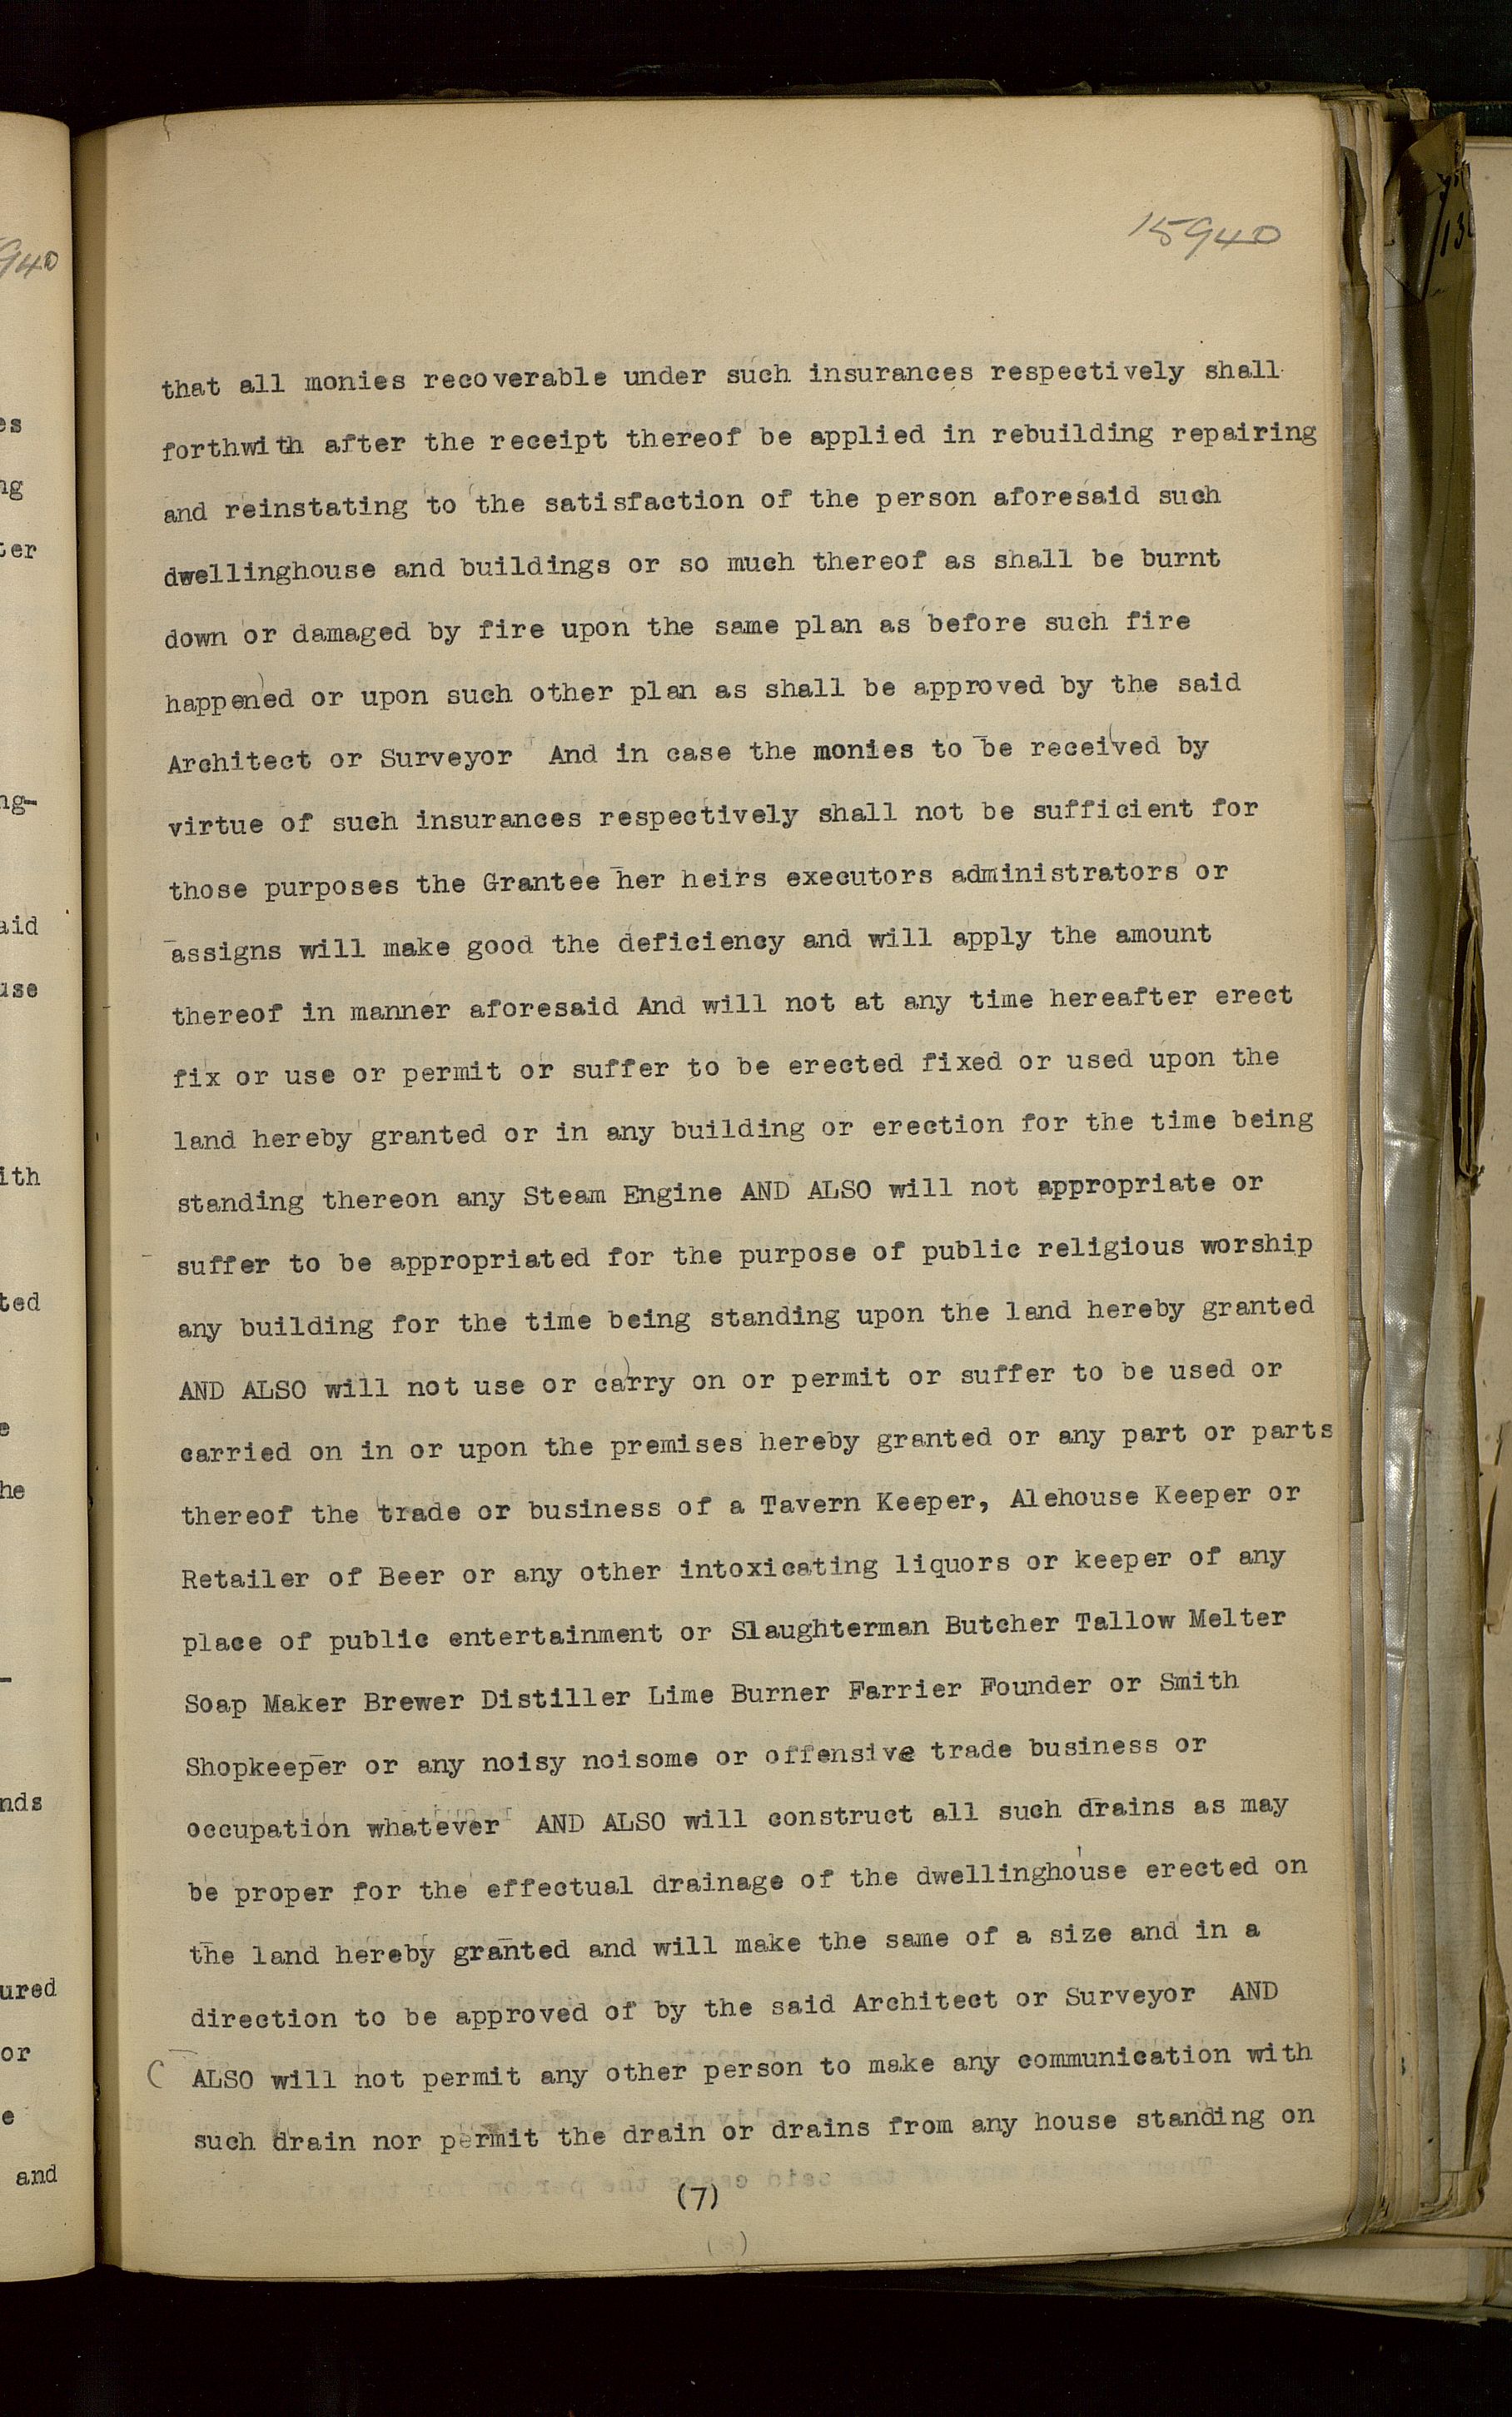 15940
that all monies recoverable under such insurances respectively shall
forthwith after the receipt thereof be applied in rebuilding repairing
and reinstating to the satisfaction of the person aforesaid such
dwellinghouse and buildings or so much thereof as shall be burnt
down or damaged by fire upon the same plan as before such fire
happened or upon such other plan as shall be approved by the said
Architect or Surveyor And in case the monies to be received by
virtue of such insurances respectively shall not be sufficient for
those purposes the Grantee her heirs executors administrators or
assigns will make good the deficiency and will apply the amount
thereof in manner aforesaid And will not at any time hereafter erect
fix or use or permit or suffer to be erected fixed or used upon the
land hereby granted or in any building or erection for the time being
standing thereon any Steam Engine AND ALSO will not appropriate or
suffer to be appropriated for the purpose of public religious worship
any building for the time being standing upon the land hereby granted
AND ALSO will not use or carry on or permit or suffer to be used or
carried on in or upon the premises hereby granted or any part or parts
thereof the trade or business of a Tavern Keeper, Alehouse Keeper or
Retailer of Beer or any other intoxicating liquors or keeper of any
place of public entertainment or Slaughterman Butcher Tallow Melter
Soap Maker Brewer Distiller Lime Burner Farrier Founder or Smith
Shopkeeper or any noisy noisome or offensive trade business or
occupation whatever AND ALSO will construct all such drains as may
be proper for the effectual drainage of the dwellinghouse erected on
the land hereby granted and will make the same of a size and in a
direction to be approved of by the said Architect or Surveyor AND
ALSO will not permit any other person to make any communication with
such drain nor permit the drain or drains from any house standing on
(7)